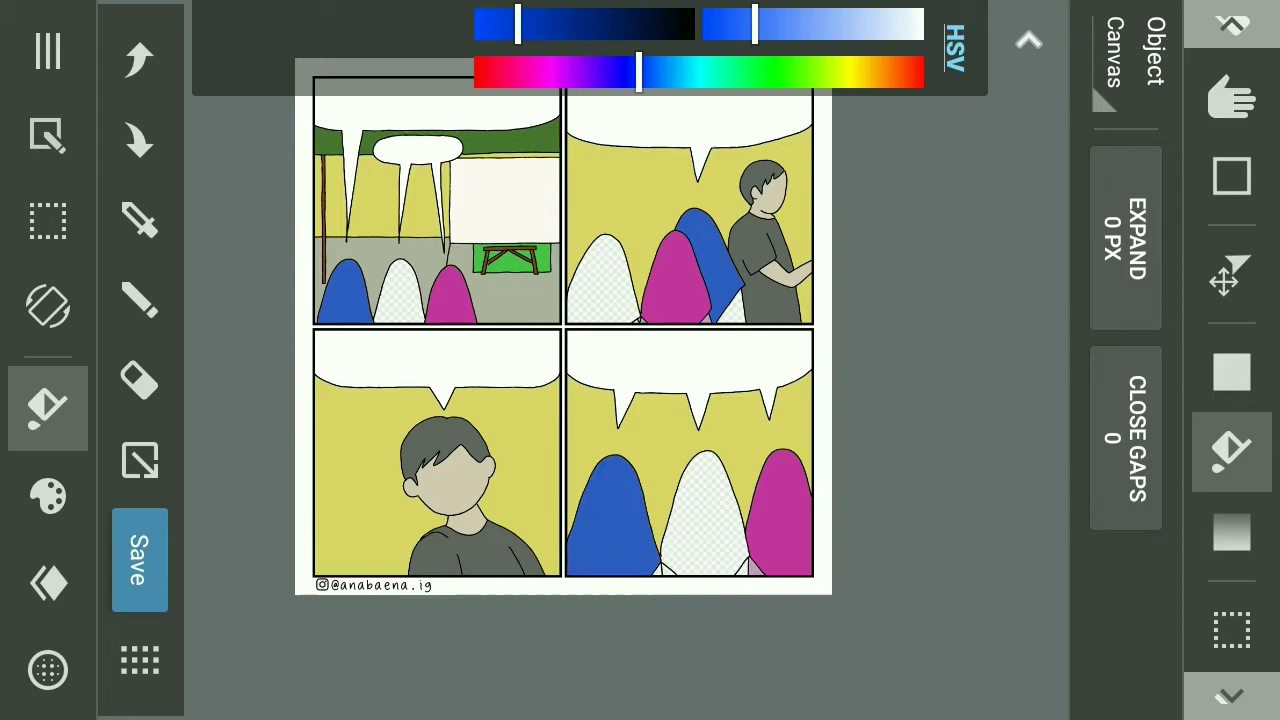 HSV
Object
Canvas
EXPAND
0 PX
CLOSE GAPS
0
Save
@anabaena.ig